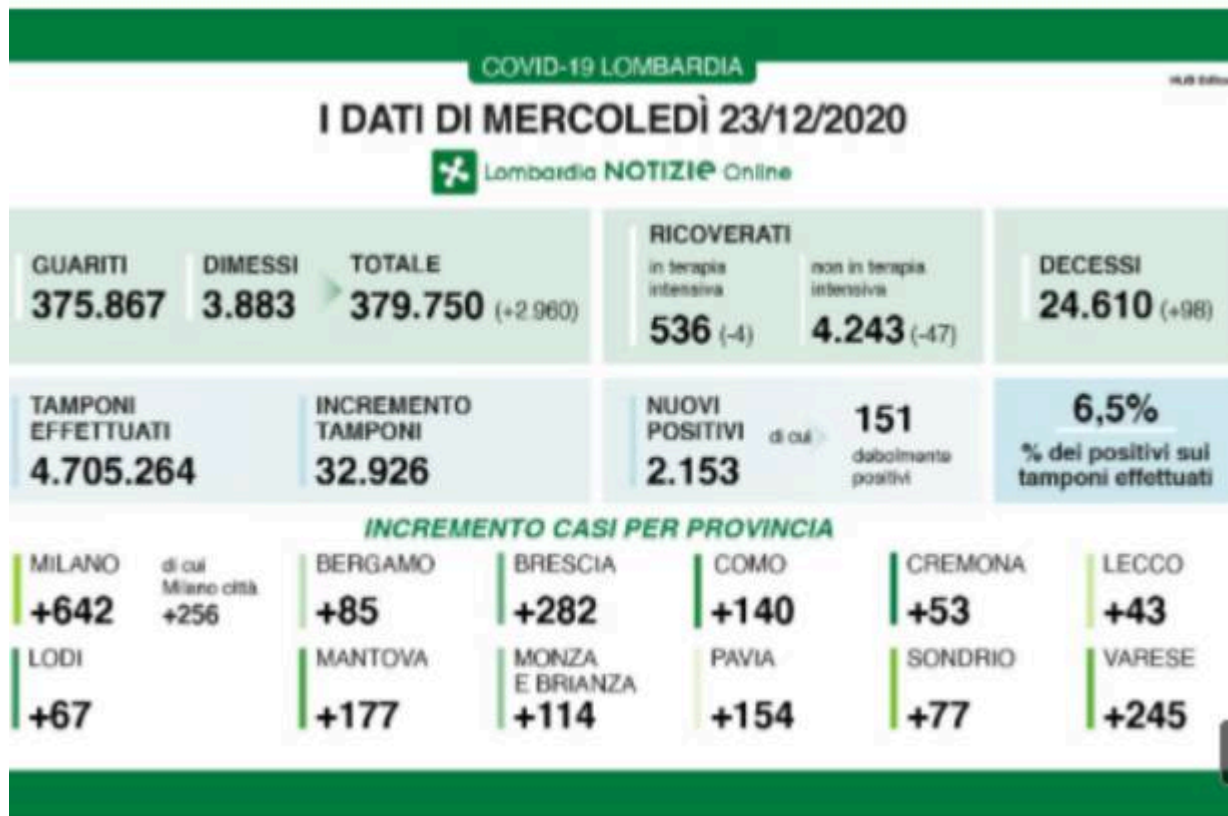 COVID-19 LOMBARDIA
HUB Editor
I DATI DI MERCOLEDÌ 23/12/2020
Lombardia NOTIZIE Online
GUARITI
375.867
DIMESSI
3.883
TOTALE
379.750 (+2.960)
RICOVERATI
in terapia
intensiva
536 (-4)
non in terapia
intensiva
4.243 (-47)
DECESSI
24.610 (+98)
TAMPONI
EFFETTUATI
4.705.264
INCREMENTO
TAMPONI
32.926
NUOVI
POSITIVI
2.153
di cui
151
debolmente
positivi
6,5%
% dei positivi sui
tamponi effettuati
INCREMENTO CASI PER PROVINCIA
MILANO
+642
di cui
Milano città
+256
BERGAMO
+85
BRESCIA
+282
COMO
+140
CREMONA
+53
LECCO
+43
LODI
+67
MANTOVA
+177
MONZA
E BRIANZA
+114
PAVIA
+154
SONDRIO
+77
VARESE
+245